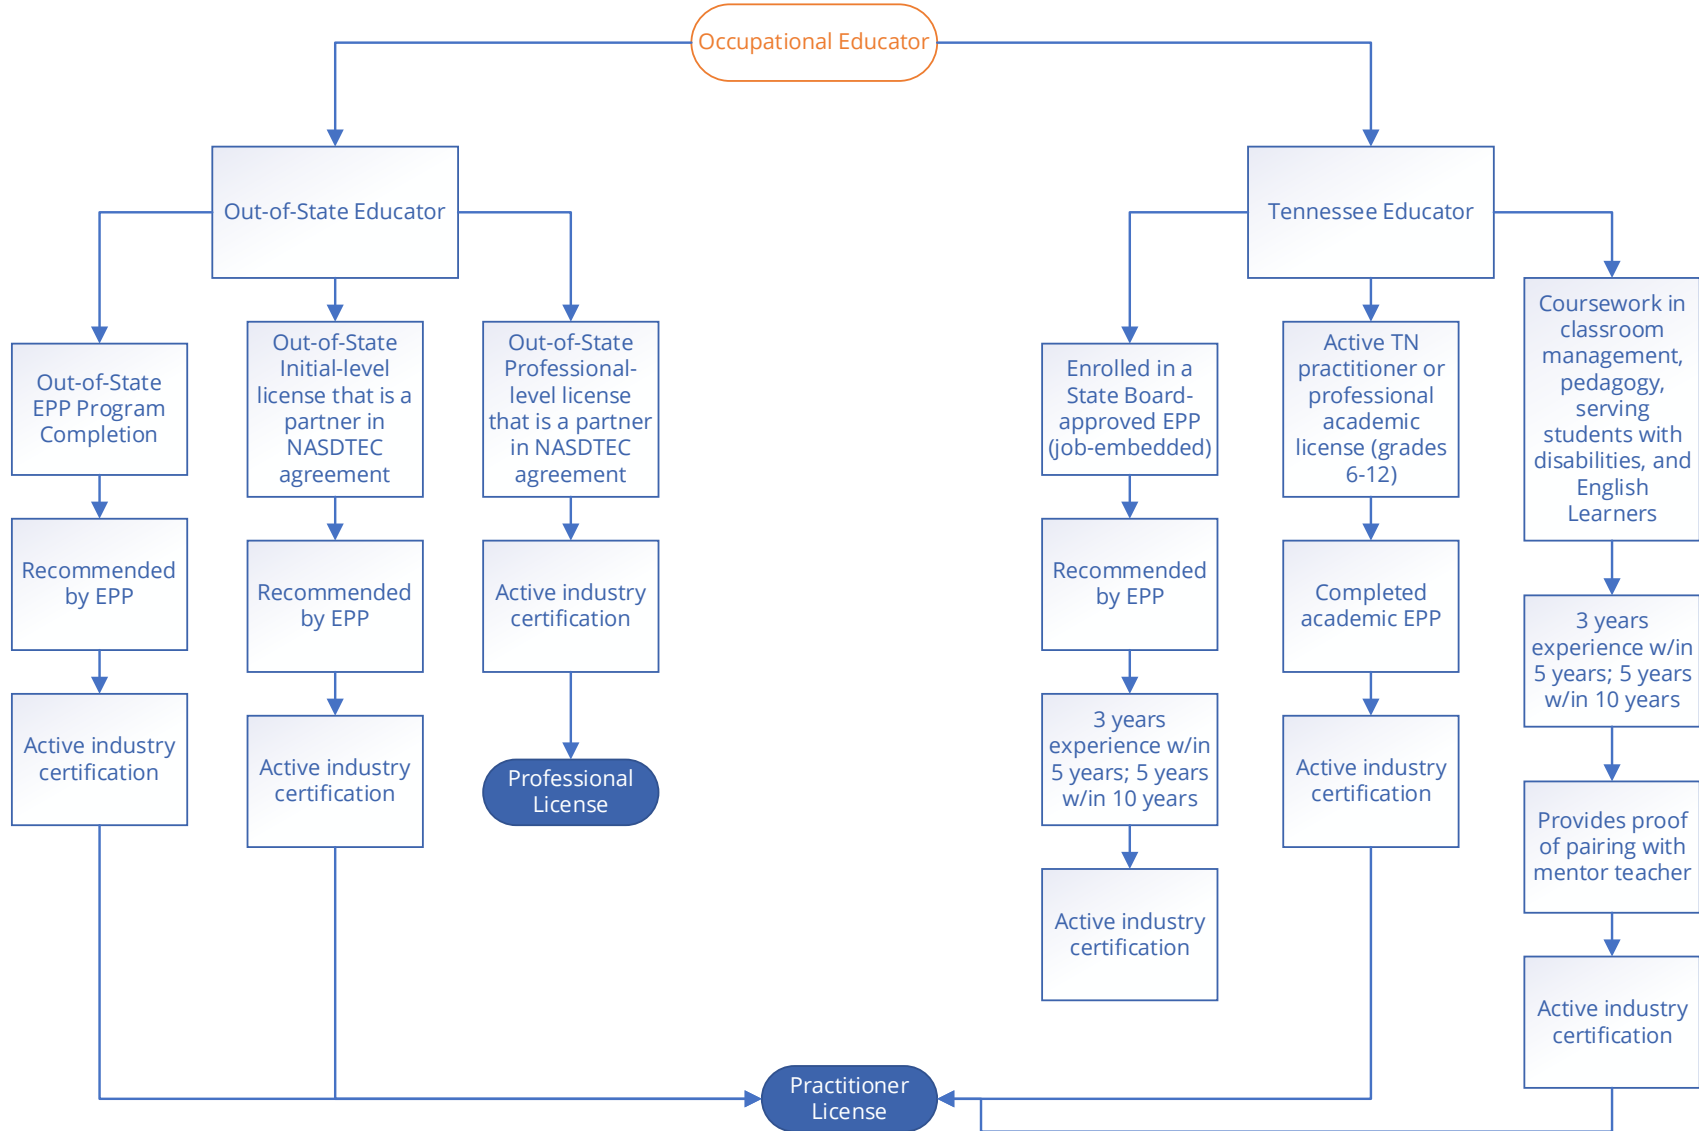 Occupational Educator
Out-of-State Educator
Tennessee Educator
Out-of-State
EPP Program
Completion
Recommended
by EPP
Active industry
certification
Out-of-State
Initial-level
license that is a
partner in
NASDTEC
agreement
Recommended
by EPP
Active industry
certification
Out-of-State
Professional-
level license
that is a partner
in NASDTEC
agreement
Active industry
certification
Professional
License
Enrolled in a
State Board-
approved EPP
(job-embedded)
Recommended
by EPP
3 years
experience w/in
5 years; 5 years
w/in 10 years
Active industry
certification
Active TN
practitioner or
professional
academic
license (grades
6-12)
Completed
academic EPP
Active industry
certification
Coursework in
classroom
management,
pedagogy,
serving
students with
disabilities, and
English
Learners
3 years
experience w/in
5 years; 5 years
w/in 10 years
Provides proof
of pairing with
mentor teacher
Active industry
certification
Practitioner
License